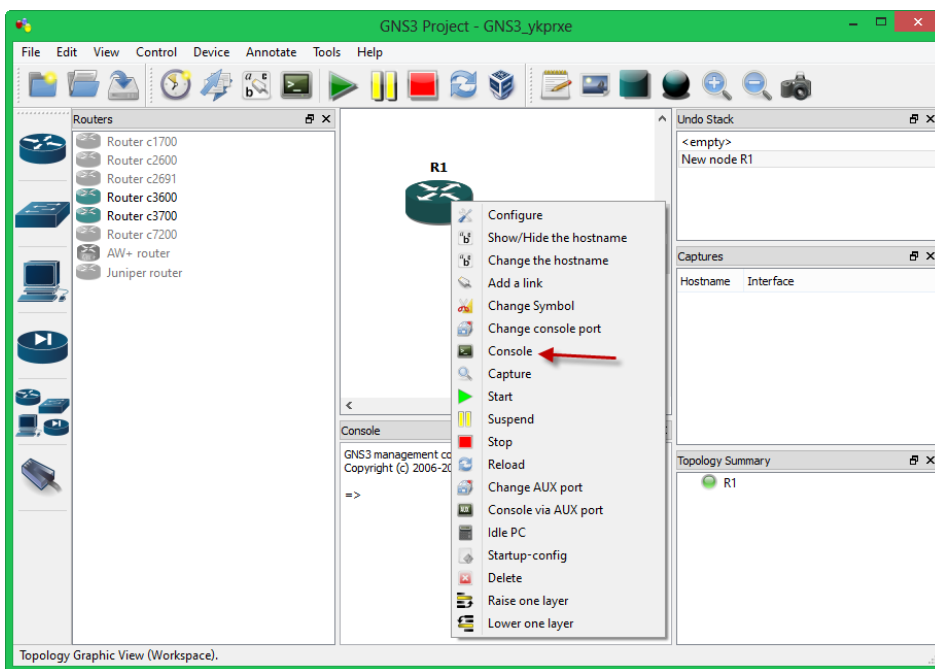 GNS3 Project - GNS3_ykprxe
File Edit View Control Device Annotate Tools Help
Routers
Router c1700
Router c2600
Router c2691
Router c3600
Router c3700
Router c7200
AW+ router
Juniper router
R1
Configure
Show/Hide the hostname
Change the hostname
Add a link
Change Symbol
Change console port
Console
Capture
Start
Suspend
Stop
Reload
Change AUX port
Console via AUX port
Idle PC
Startup-config
Delete
Raise one layer
Lower one layer
Console
GNS3 management co
Copyright (c) 2006-20
=>
Undo Stack
<empty>
New node R1
Captures
Hostname Interface
Topology Summary
R1
Topology Graphic View (Workspace).